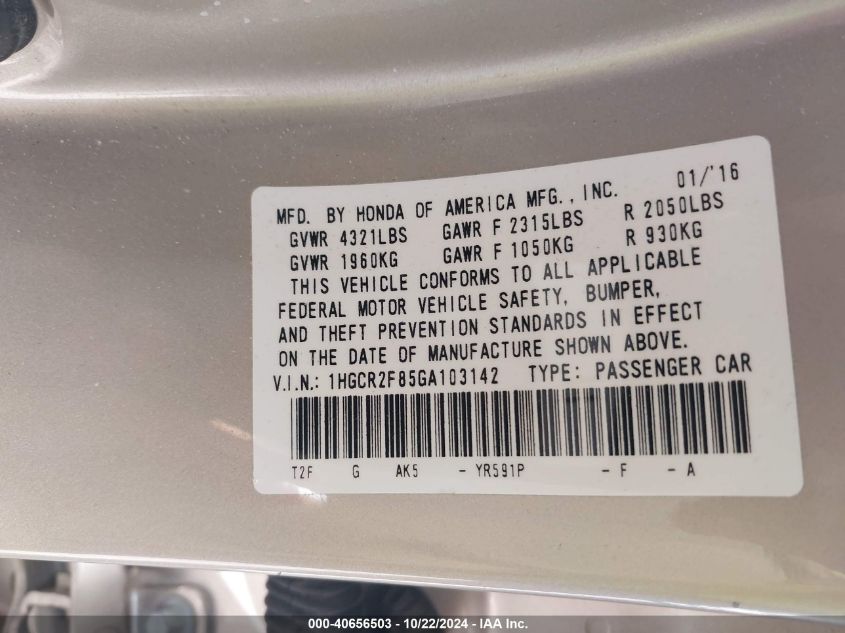 MFD. BY HONDA OF AMERICA MFG., INC. 01/'16
GVWR 4321LBS GAWR F 2315LBS R 2050LBS
GVWR 1960KG GAWR F 1050KG R 930KG
THIS VEHICLE CONFORMS TO ALL APPLICABLE
FEDERAL MOTOR VEHICLE SAFETY, BUMPER,
AND THEFT PREVENTION STANDARDS IN EFFECT
ON THE DATE OF MANUFACTURE SHOWN ABOVE.
V.I.N.: 1HGCR2F85GA103142 TYPE: PASSENGER CAR
T2F G AK5 - YR591P - F - A
000-40656503 - 10/22/2024 - IAA Inc.